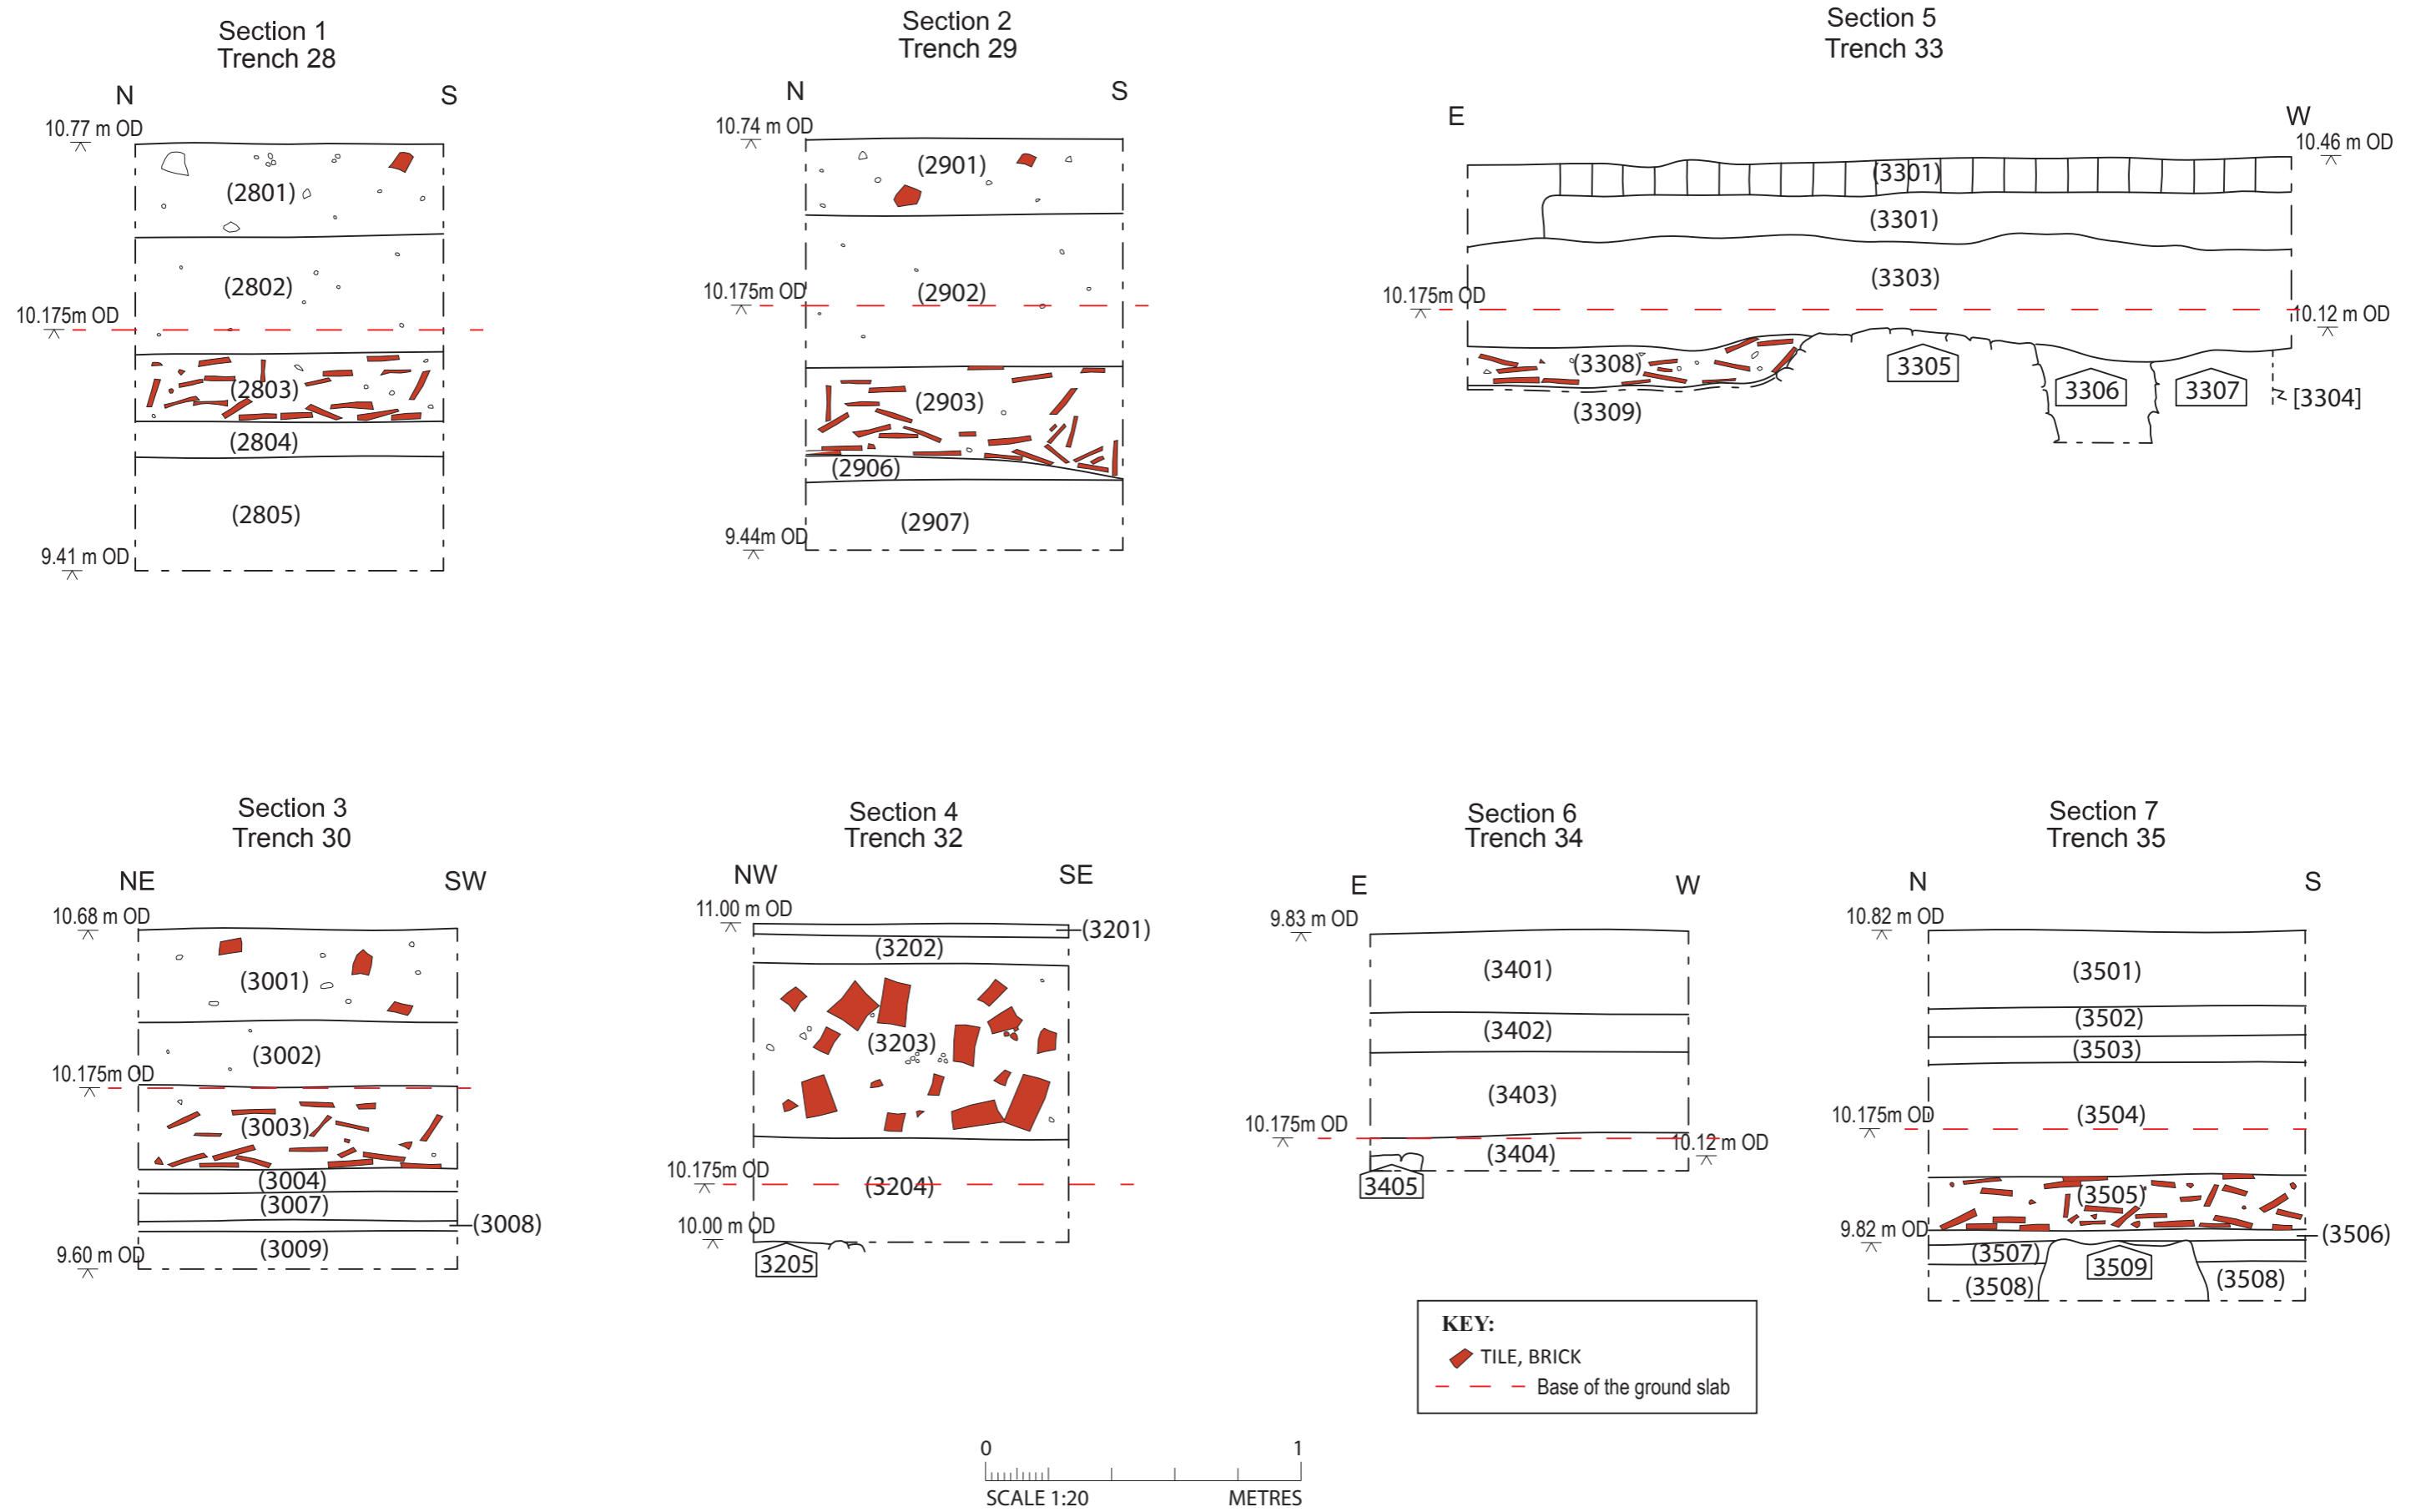 Section 1
Trench 28
N
S
10.77 m OD
(2801)
(2802)
10.175m OD
(2803)
(2804)
(2805)
9.41 m OD
Section 2
Trench 29
N
S
10.74 m OD
(2901)
10.175m OD
(2902)
(2903)
(2906)
(2907)
9.44m OD
Section 5
Trench 33
E
W
10.46 m OD
(3301)
(3301)
(3303)
10.175m OD
10.12 m OD
(3308)
3305
3306
3307
[3304]
(3309)
Section 3
Trench 30
NE
SW
10.68 m OD
(3001)
(3002)
10.175m OD
(3003)
(3004)
(3007)
(3008)
(3009)
9.60 m OD
Section 4
Trench 32
NW
SE
11.00 m OD
(3201)
(3202)
(3203)
10.175m OD
(3204)
10.00 m OD
3205
Section 6
Trench 34
E
W
9.83 m OD
(3401)
(3402)
(3403)
10.175m OD
10.12 m OD
(3404)
3405
Section 7
Trench 35
N
S
10.82 m OD
(3501)
(3502)
(3503)
10.175m OD
(3504)
(3505)
9.82 m OD
(3506)
(3507)
3509
(3508)
(3508)
KEY:
TILE, BRICK
Base of the ground slab
0 1
SCALE 1:20 METRES